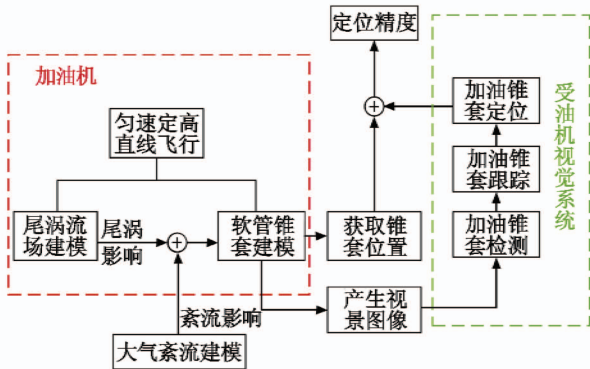 定位精度
加油机
匀速定高
直线飞行
加油锥
套定位
受油机视觉系统
加油锥
套跟踪
尾涡流
场建模
尾涡
影响
软管锥
套建模
获取锥
套位置
加油锥
套检测
产生视
景图像
紊流影响
大气紊流建模